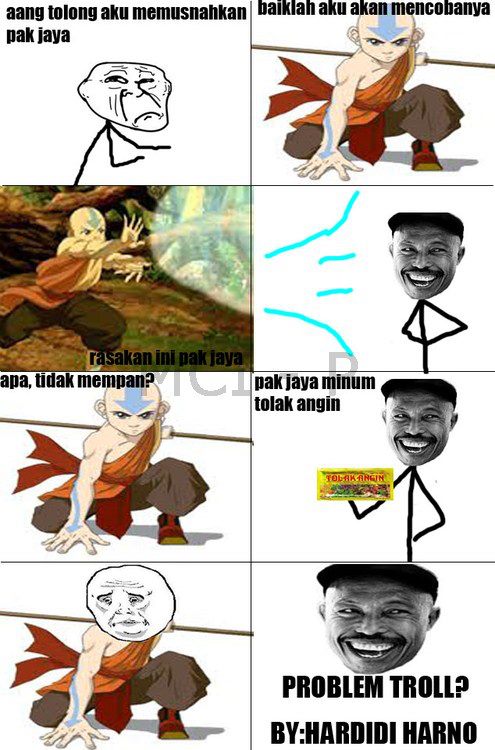 aang tolong aku memusnahkan
pak jaya
baiklah aku akan mencobanya
rasakan ini pak jaya
apa, tidak mempan?
pak jaya minum
tolak angin
TOLAK ANGIN
PROBLEM TROLL?
BY:HARDIDI HARNO